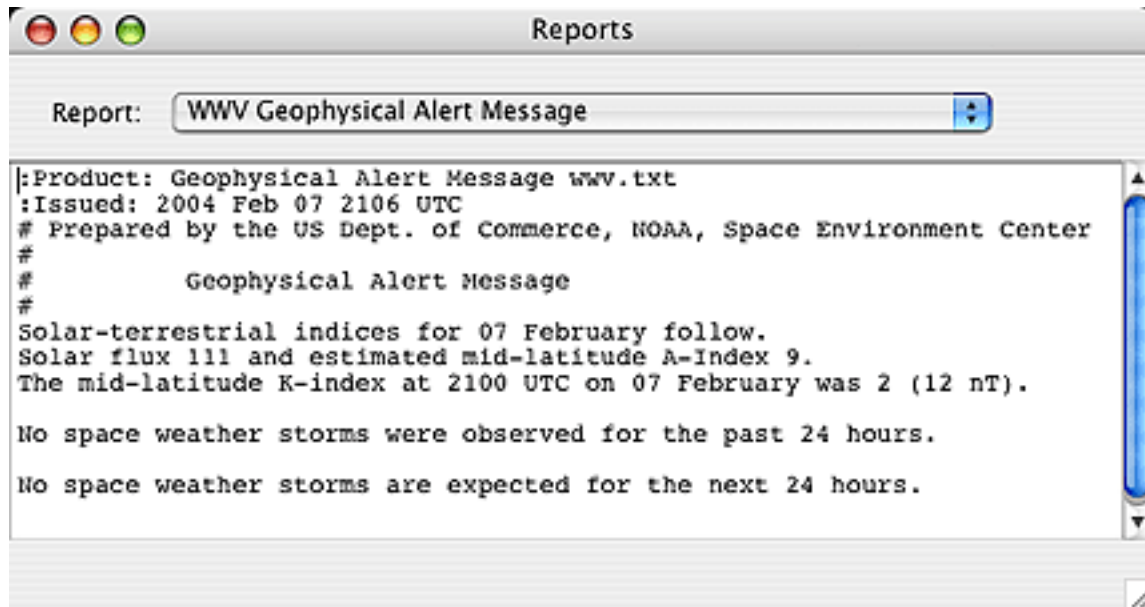 Reports
Report: WWV Geophysical Alert Message
:Product: Geophysical Alert Message wwv.txt
:Issued: 2004 Feb 07 2106 UTC
# Prepared by the US Dept. of Commerce, NOAA, Space Environment Center
#
#          Geophysical Alert Message
#
Solar-terrestrial indices for 07 February follow.
Solar flux 111 and estimated mid-latitude A-Index 9.
The mid-latitude K-index at 2100 UTC on 07 February was 2 (12 nT).
No space weather storms were observed for the past 24 hours.
No space weather storms are expected for the next 24 hours.